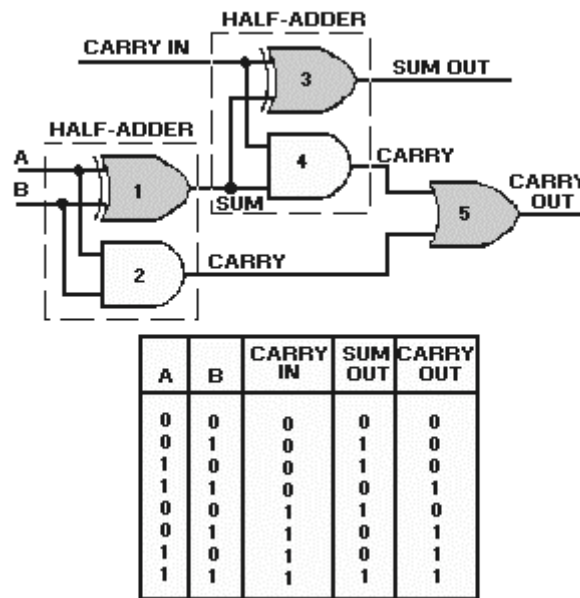 HALF-ADDER
CARRY IN
3
SUM OUT
HALF-ADDER
A
4
CARRY
B
1
SUM
CARRY OUT
5
2
CARRY
A B CARRY IN SUM OUT CARRY OUT
0 0 0 0 0
0 1 0 1 0
1 0 0 1 0
1 1 0 0 1
0 0 1 1 0
0 1 1 0 1
1 0 1 0 1
1 1 1 1 1